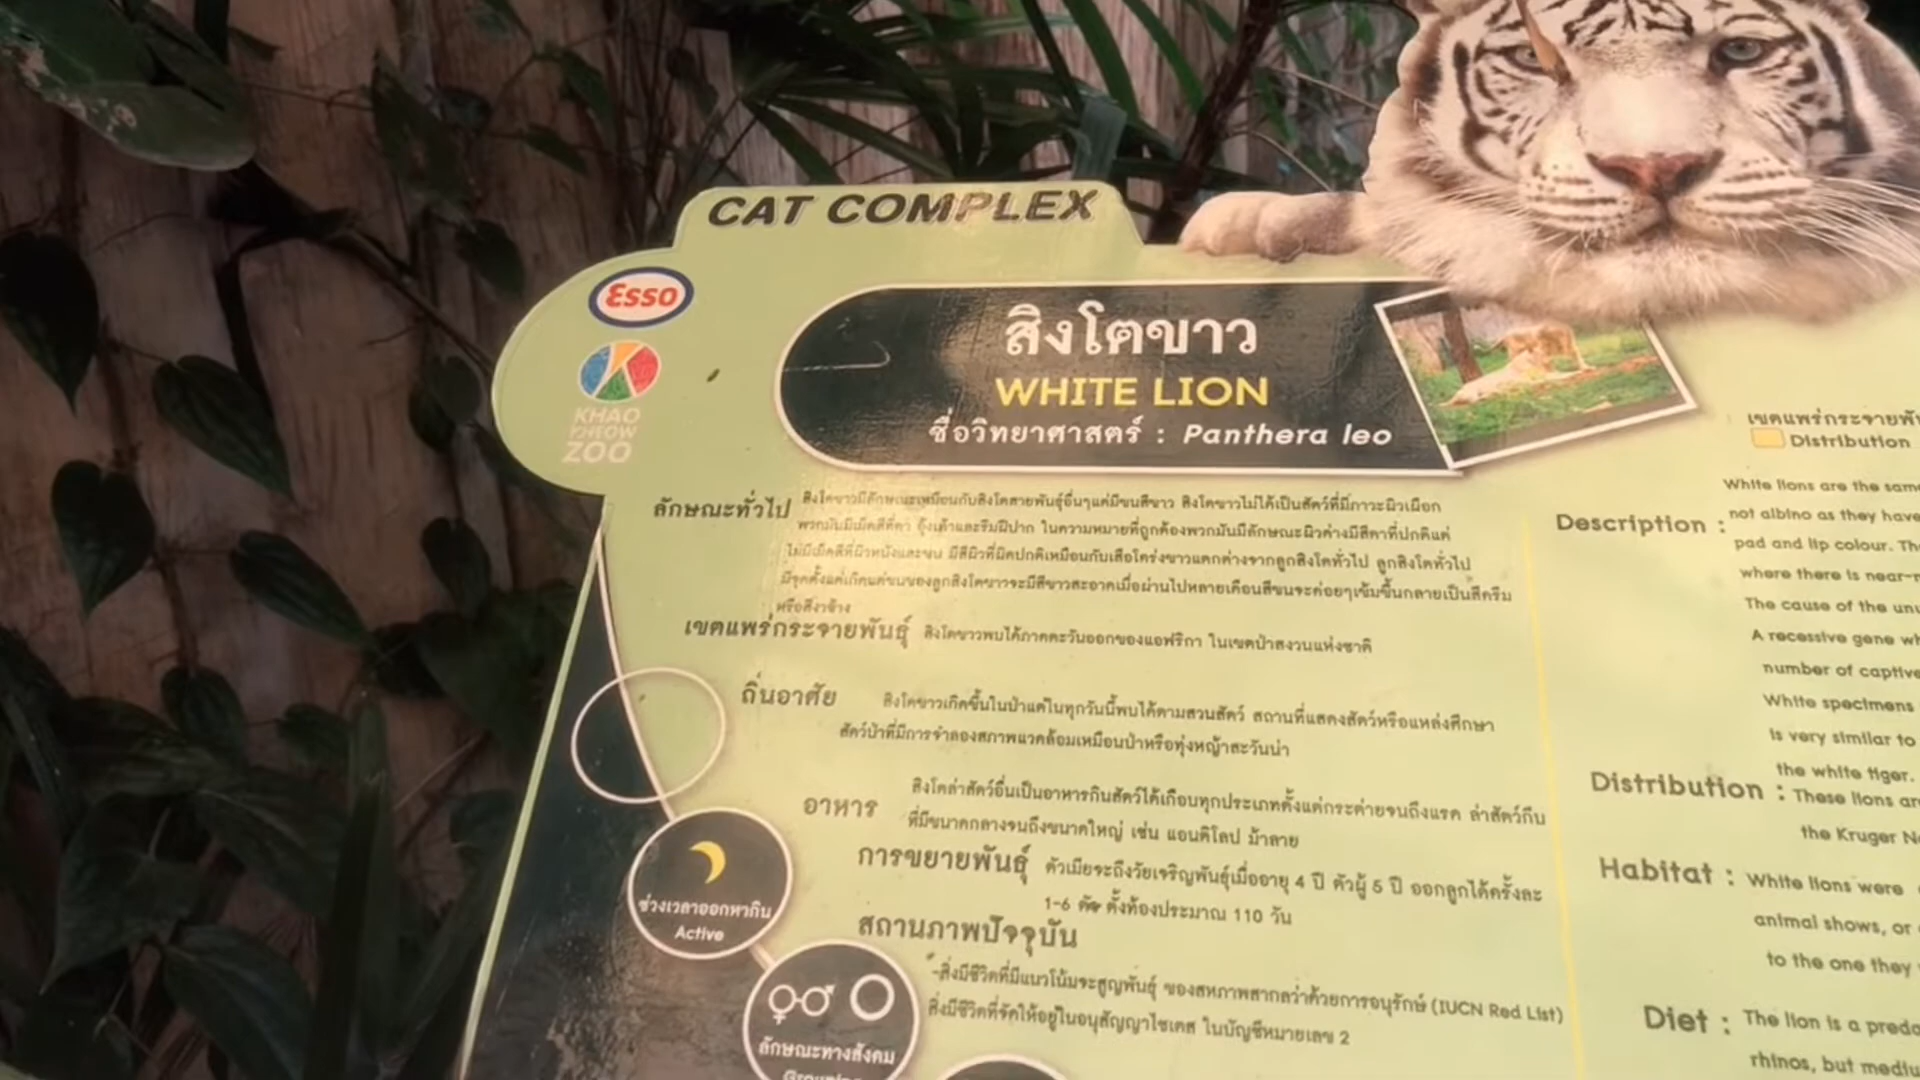 CAT COMPLEX
Esso
KHAO
KHEOW
ZOO
สิงโตขาว
WHITE LION
ชื่อวิทยาศาสตร์ : Panthera leo
ลักษณะทั่วไป สิงโตขาวมีลักษณะเหมือนกับสิงโตสายพันธุ์อื่นๆแต่มีขนสีขาว สิงโตขาวไม่ได้เป็นสัตว์ที่มีภาวะผิวเผือก
พวกมันมีเม็ดสีที่ตา อุ้งเท้าและริมฝีปาก ในความหมายที่ถูกต้องพวกมันมีลักษณะผิวด่างมีสีตาที่ปกติแต่
ไม่มีเม็ดสีที่ผิวหนังและขน มีสีผิวที่ผิดปกติเหมือนกับเสือโคร่งขาวแตกต่างจากลูกสิงโตทั่วไป ลูกสิงโตทั่วไป
มีจุดตั้งแต่เกิดแต่ขนของลูกสิงโตขาวจะมีสีขาวสะอาดเมื่อผ่านไปหลายเดือนสีขนจะค่อยๆเข้มขึ้นกลายเป็นสีครีม
หรือสีงาช้าง
เขตแพร่กระจายพันธุ์ สิงโตขาวพบได้ภาคตะวันออกของแอฟริกา ในเขตป่าสงวนแห่งชาติ
ถิ่นอาศัย สิงโตขาวเกิดขึ้นในป่าแต่ในทุกวันนี้พบได้ตามสวนสัตว์ สถานที่แสดงสัตว์หรือแหล่งศึกษา
สัตว์ป่าที่มีการจำลองสภาพแวดล้อมเหมือนป่าหรือทุ่งหญ้าสะวันน่า
อาหาร สิงโตล่าสัตว์อื่นเป็นอาหารกินสัตว์ได้เกือบทุกประเภทตั้งแต่กระต่ายจนถึงแรด ล่าสัตว์กีบ
ที่มีขนาดกลางจนถึงขนาดใหญ่ เช่น แอนติโลป ม้าลาย
การขยายพันธุ์ ตัวเมียจะถึงวัยเจริญพันธุ์เมื่ออายุ 4 ปี ตัวผู้ 5 ปี ออกลูกได้ครั้งละ
1-6 ตัว ตั้งท้องประมาณ 110 วัน
สถานภาพปัจจุบัน
-สิ่งมีชีวิตที่มีแนวโน้มจะสูญพันธุ์ ของสหภาพสากลว่าด้วยการอนุรักษ์ (IUCN Red List)
สิ่งมีชีวิตที่จัดให้อยู่ในอนุสัญญาไซเตส ในบัญชีหมายเลข 2
ช่วงเวลาออกหากิน
Active
ลักษณะทางสังคม
เขตแพร่กระจายพั
Distribution
Description : White lions are the sam
not albino as they have
pad and lip colour. Th
where there is near-
The cause of the un
A recessive gene wh
number of captive
White specimens
is very similar to
the white tiger.
Distribution : These lions are
the Kruger N
Habitat : White lions were
animal shows, or
to the one they
Diet : The lion is a preda
rhinos, but mediu